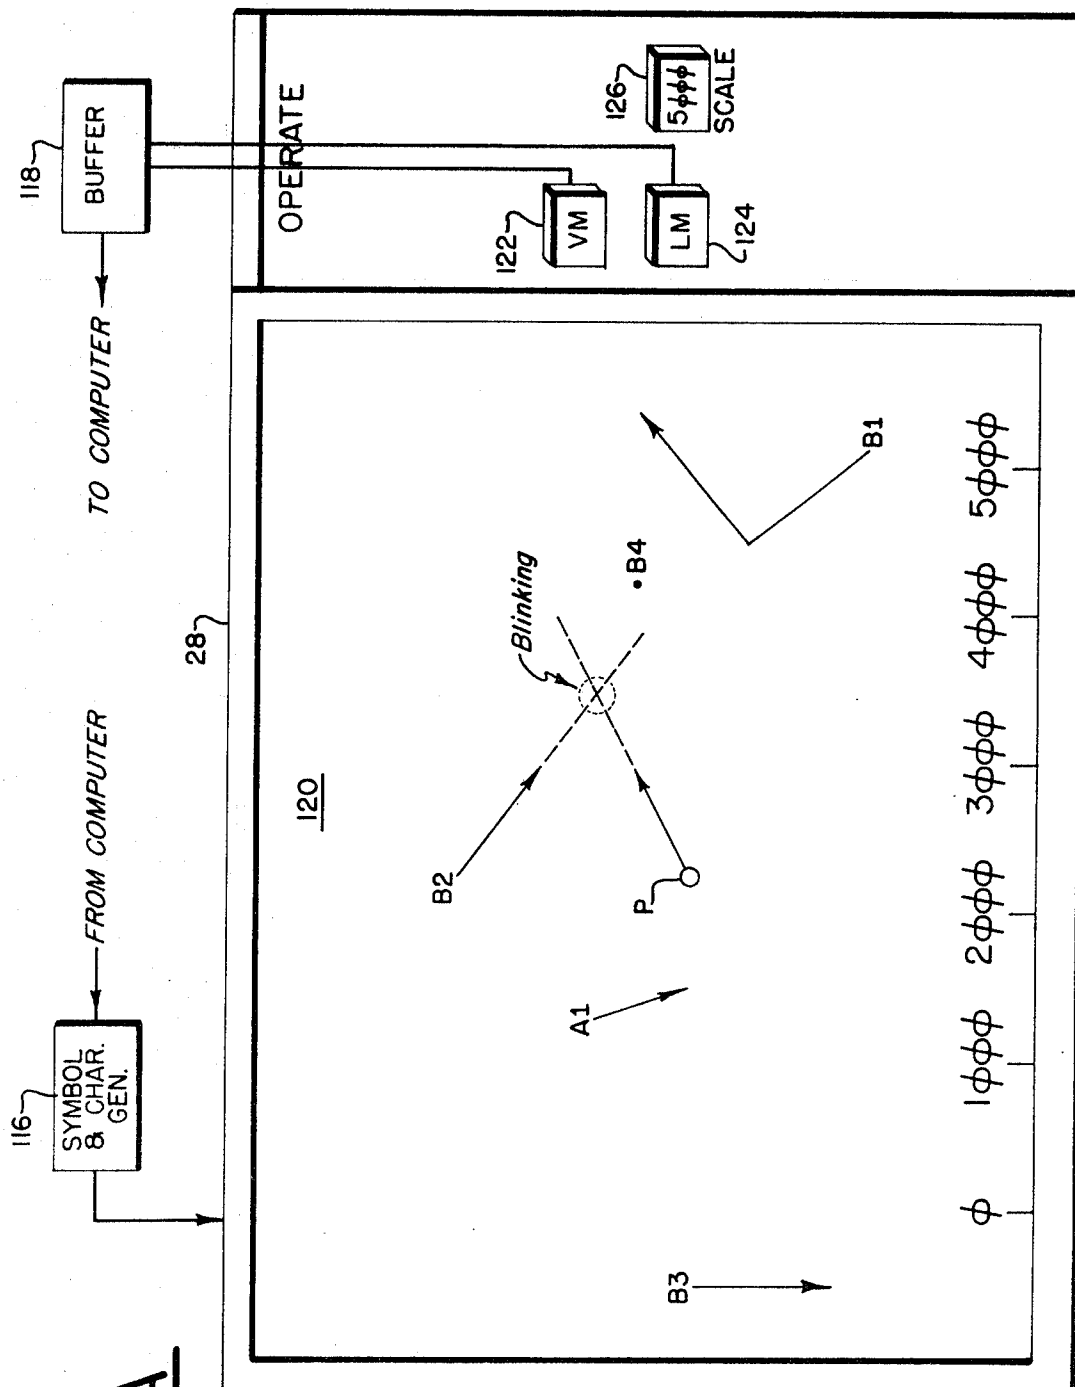 116
SYMBOL
& CHAR.
GEN.
FROM COMPUTER
TO COMPUTER
118
BUFFER
28
OPERATE
120
Blinking
B2
122
VM
A1
P
B4
B3
124
LM
126
5φφφ
SCALE
B1
φ
1φφφ
2φφφ
3φφφ
4φφφ
5φφφ